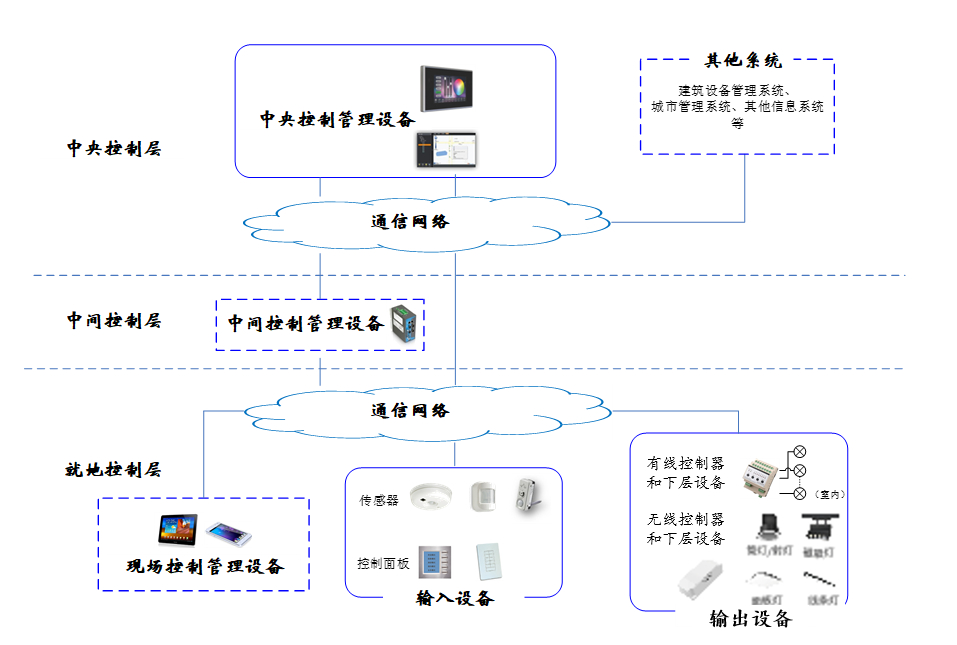 其他系统
建筑设备管理系统、
城市管理系统、其他信息系统
等
中央控制管理设备
中央控制层
通信网络
中间控制层
中间控制管理设备
通信网络
就地控制层
现场控制管理设备
传感器
控制面板
输入设备
有线控制器
和下层设备
（室内）
无线控制器
和下层设备
筒灯/射灯
磁吸灯
线条灯
输出设备